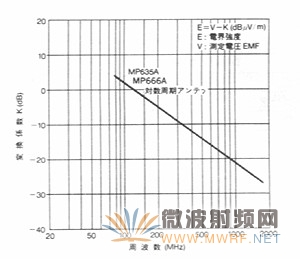 E=V−K (dBμV/m)
E：電界強度
V：測定電圧 EMF
MP635A
MP666A
対数周期アンテナ
変換係数 K (dB)
10
0
−10
−20
−30
−40
20
50
100
200
500
1000
2000
周波数 (MHz)
微波射频网
WWW.MWRF.NET